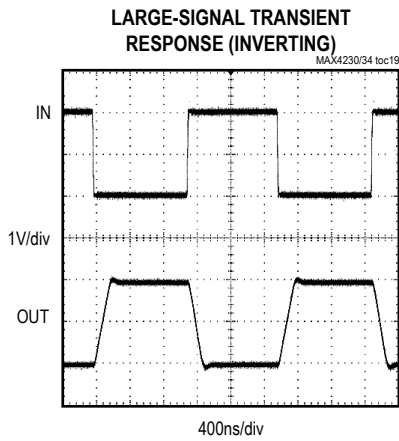 LARGE-SIGNAL TRANSIENT
RESPONSE (INVERTING)
MAX4230/34 toc19
IN
1V/div
OUT
400ns/div